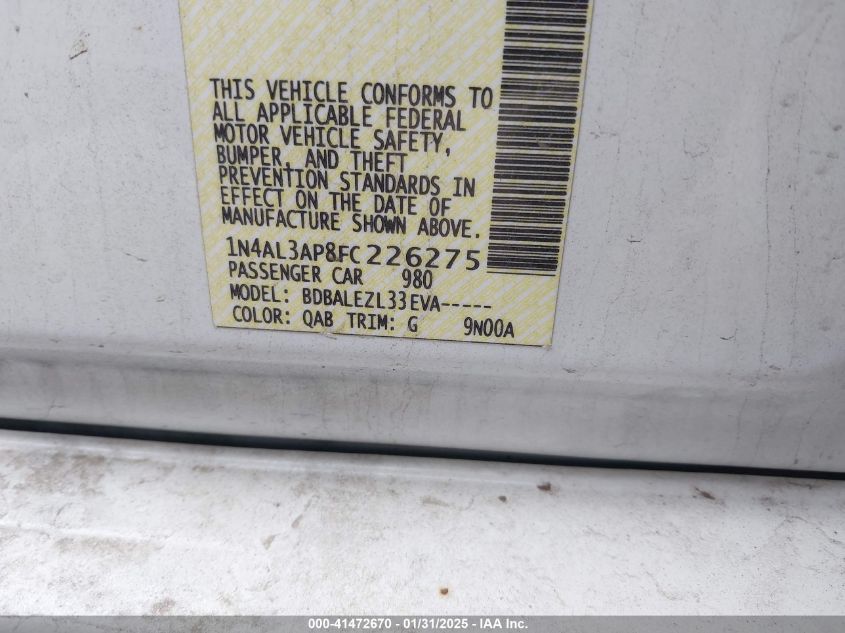 THIS VEHICLE CONFORMS TO
ALL APPLICABLE FEDERAL
MOTOR VEHICLE SAFETY,
BUMPER, AND THEFT
PREVENTION STANDARDS IN
EFFECT ON THE DATE OF
MANUFACTURE SHOWN ABOVE.
1N4AL3AP8FC226275
PASSENGER CAR 980
MODEL: BDBALEZL33EVA-----
COLOR: QAB TRIM: G 9N00A
000-41472670 - 01/31/2025 - IAA Inc.